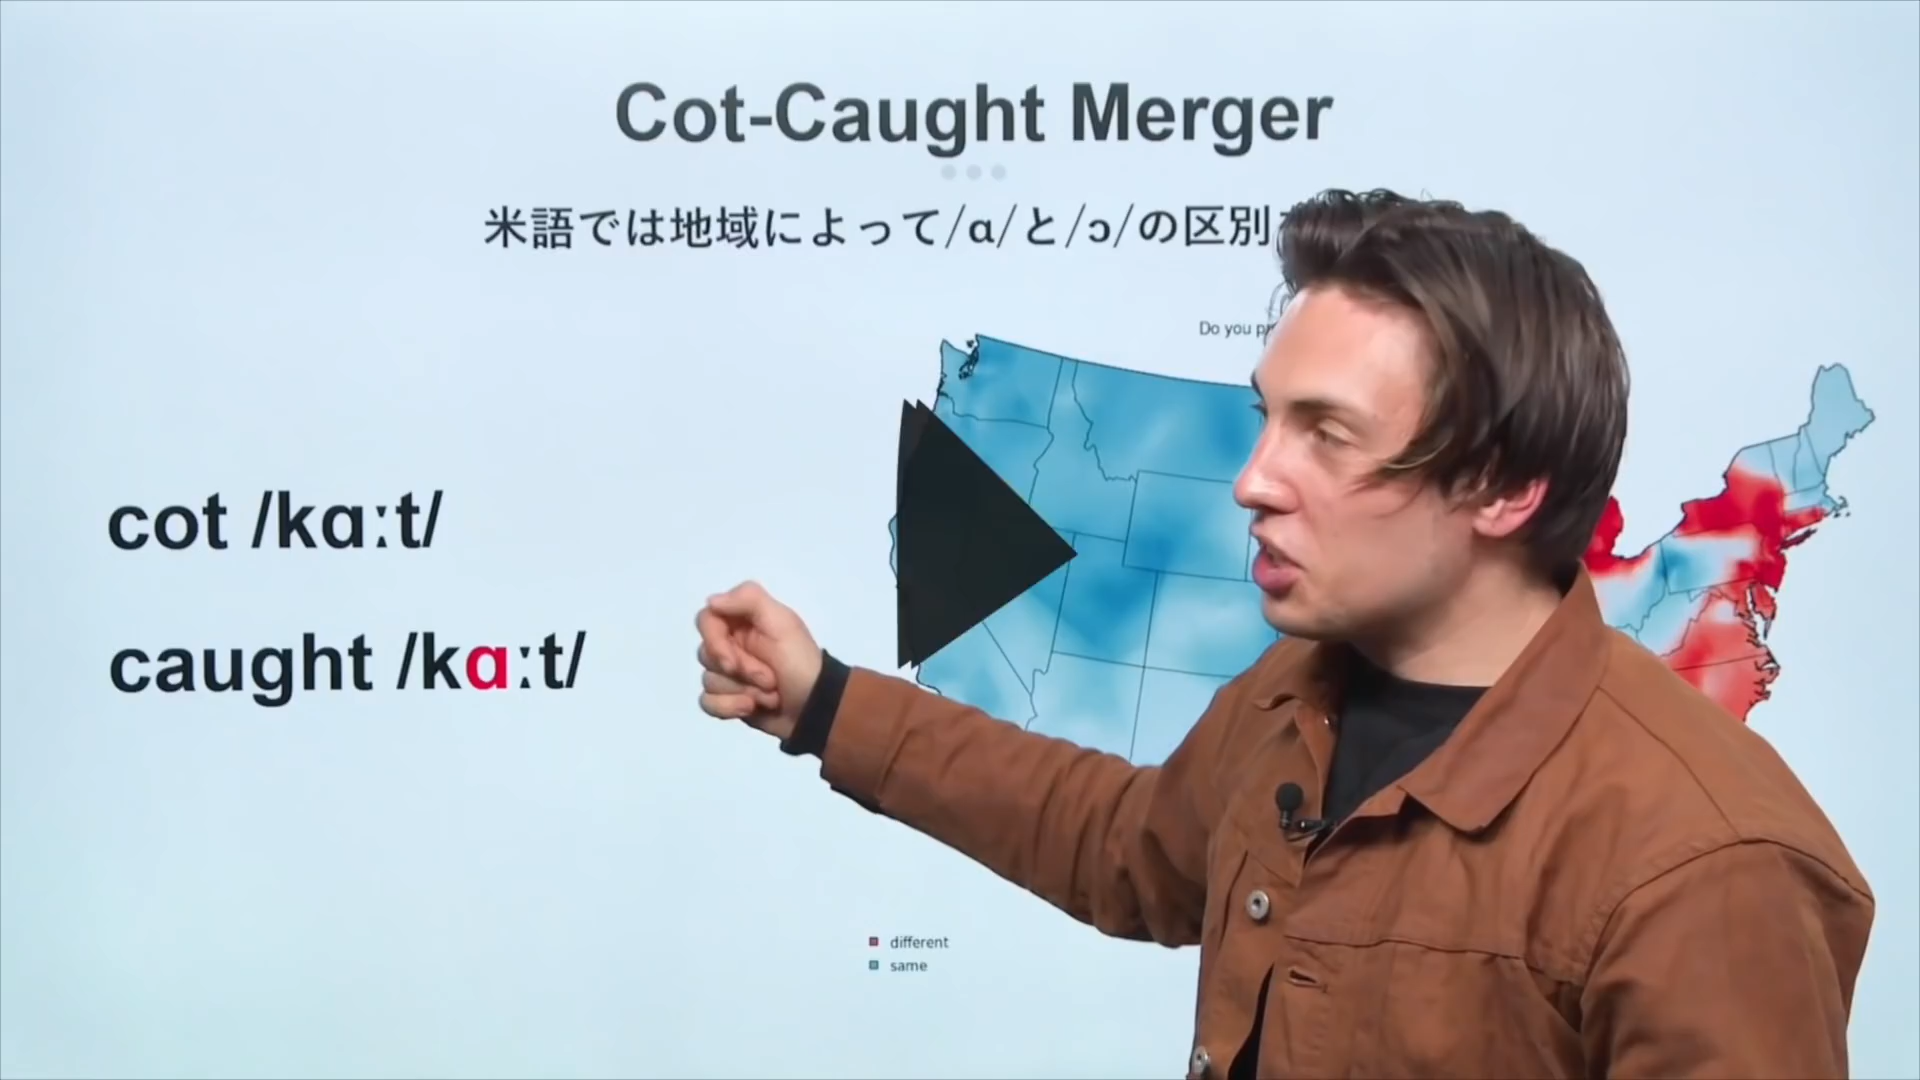 Cot-Caught Merger
米語では地域によって/ɑ/と/ɔ/の区別
Do you
cot /kɑːt/
caught /kɑːt/
different
same